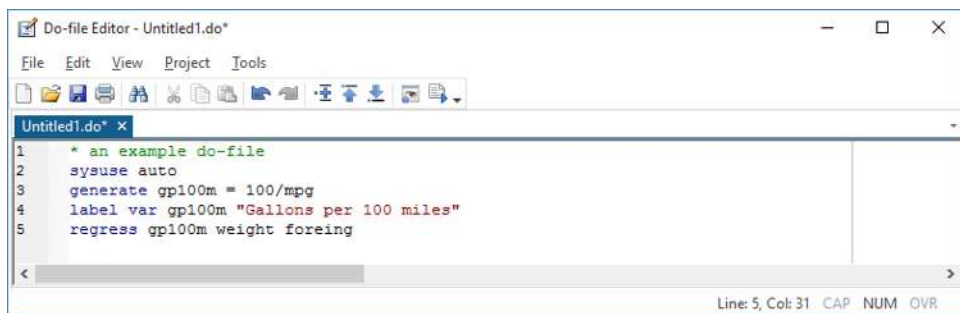 Do-file Editor - Untitled1.do*
File Edit View Project Tools
Untitled1.do* ×
1 * an example do-file
2 sysuse auto
3 generate gp100m = 100/mpg
4 label var gp100m "Gallons per 100 miles"
5 regress gp100m weight foreing
Line: 5, Col: 31 CAP NUM OVR